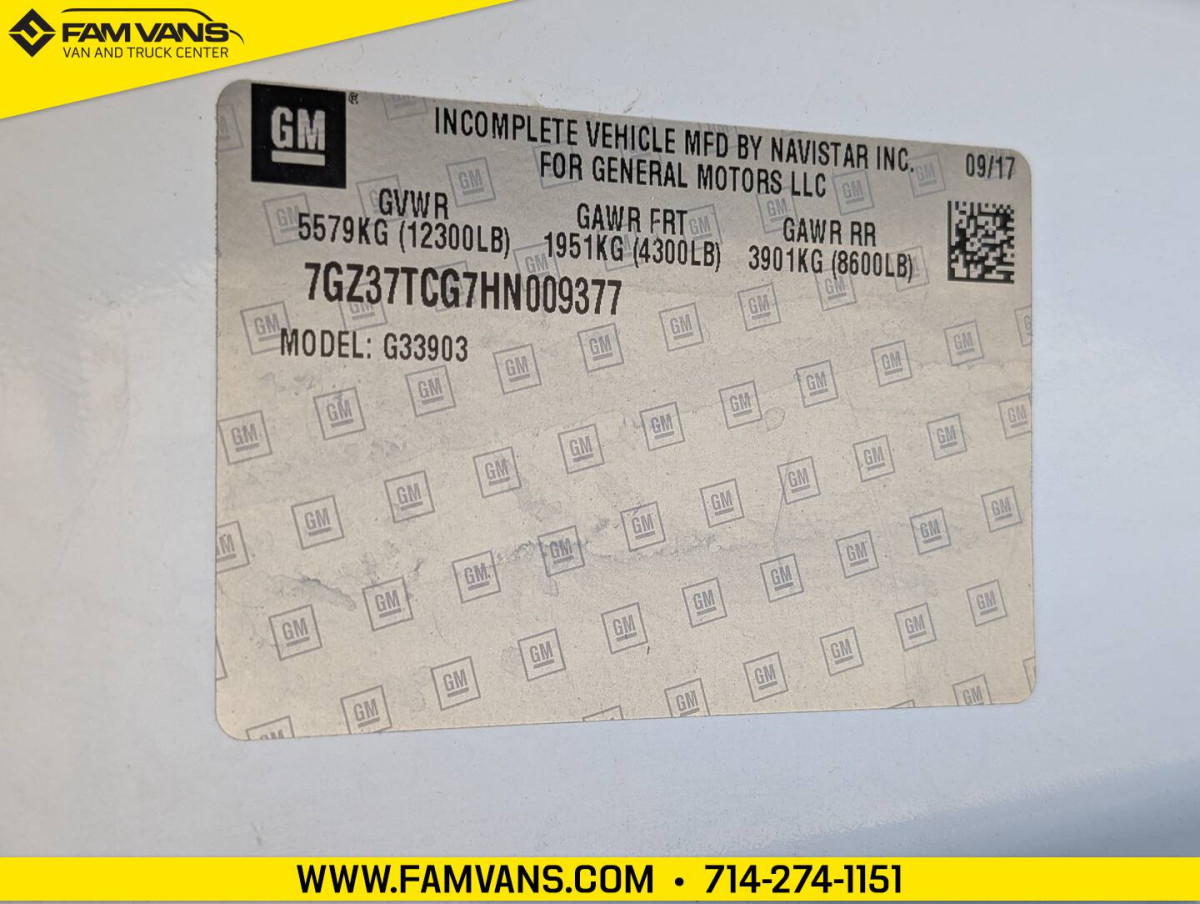 FAM VANS
VAN AND TRUCK CENTER
GM
®
INCOMPLETE VEHICLE MFD BY NAVISTAR INC.
FOR GENERAL MOTORS LLC
09/17
GVWR
5579KG (12300LB)
GAWR FRT
1951KG (4300LB)
GAWR RR
3901KG (8600LB)
7GZ37TCG7HN009377
MODEL: G33903
WWW.FAMVANS.COM • 714-274-1151